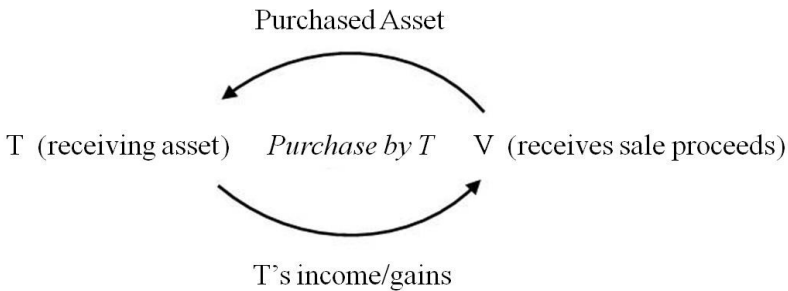 Purchased Asset
T (receiving asset) Purchase by T V (receives sale proceeds)
T’s income/gains